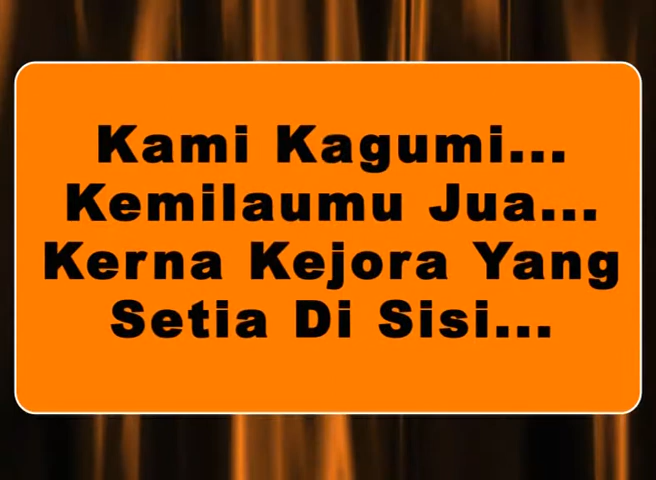 Kami Kagumi...
Kemilaumu Jua...
Kerna Kejora Yang
Setia Di Sisi...